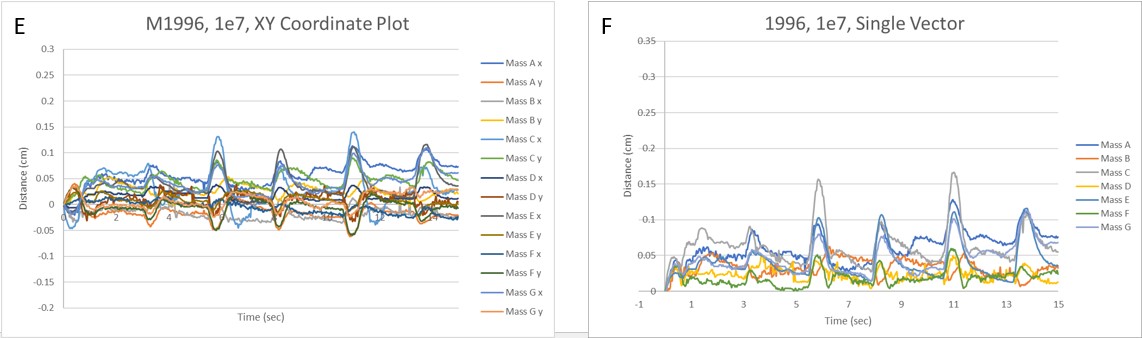 E
M1996, 1e7, XY Coordinate Plot
0.3
0.25
0.2
0.15
0.1
0.05
0
-0.05
-0.1
-0.15
-0.2
Distance (cm)
0
2
4
Time (sec)
Mass A x
Mass A y
Mass B x
Mass B y
Mass C x
Mass C y
Mass D x
Mass D y
Mass E x
Mass E y
Mass F x
Mass F y
Mass G x
Mass G y
F
1996, 1e7, Single Vector
0.35
0.3
0.25
0.2
0.15
0.1
0.05
0
Distance (cm)
-1 1 3 5 7 9 11 13 15
Time (sec)
Mass A
Mass B
Mass C
Mass D
Mass E
Mass F
Mass G